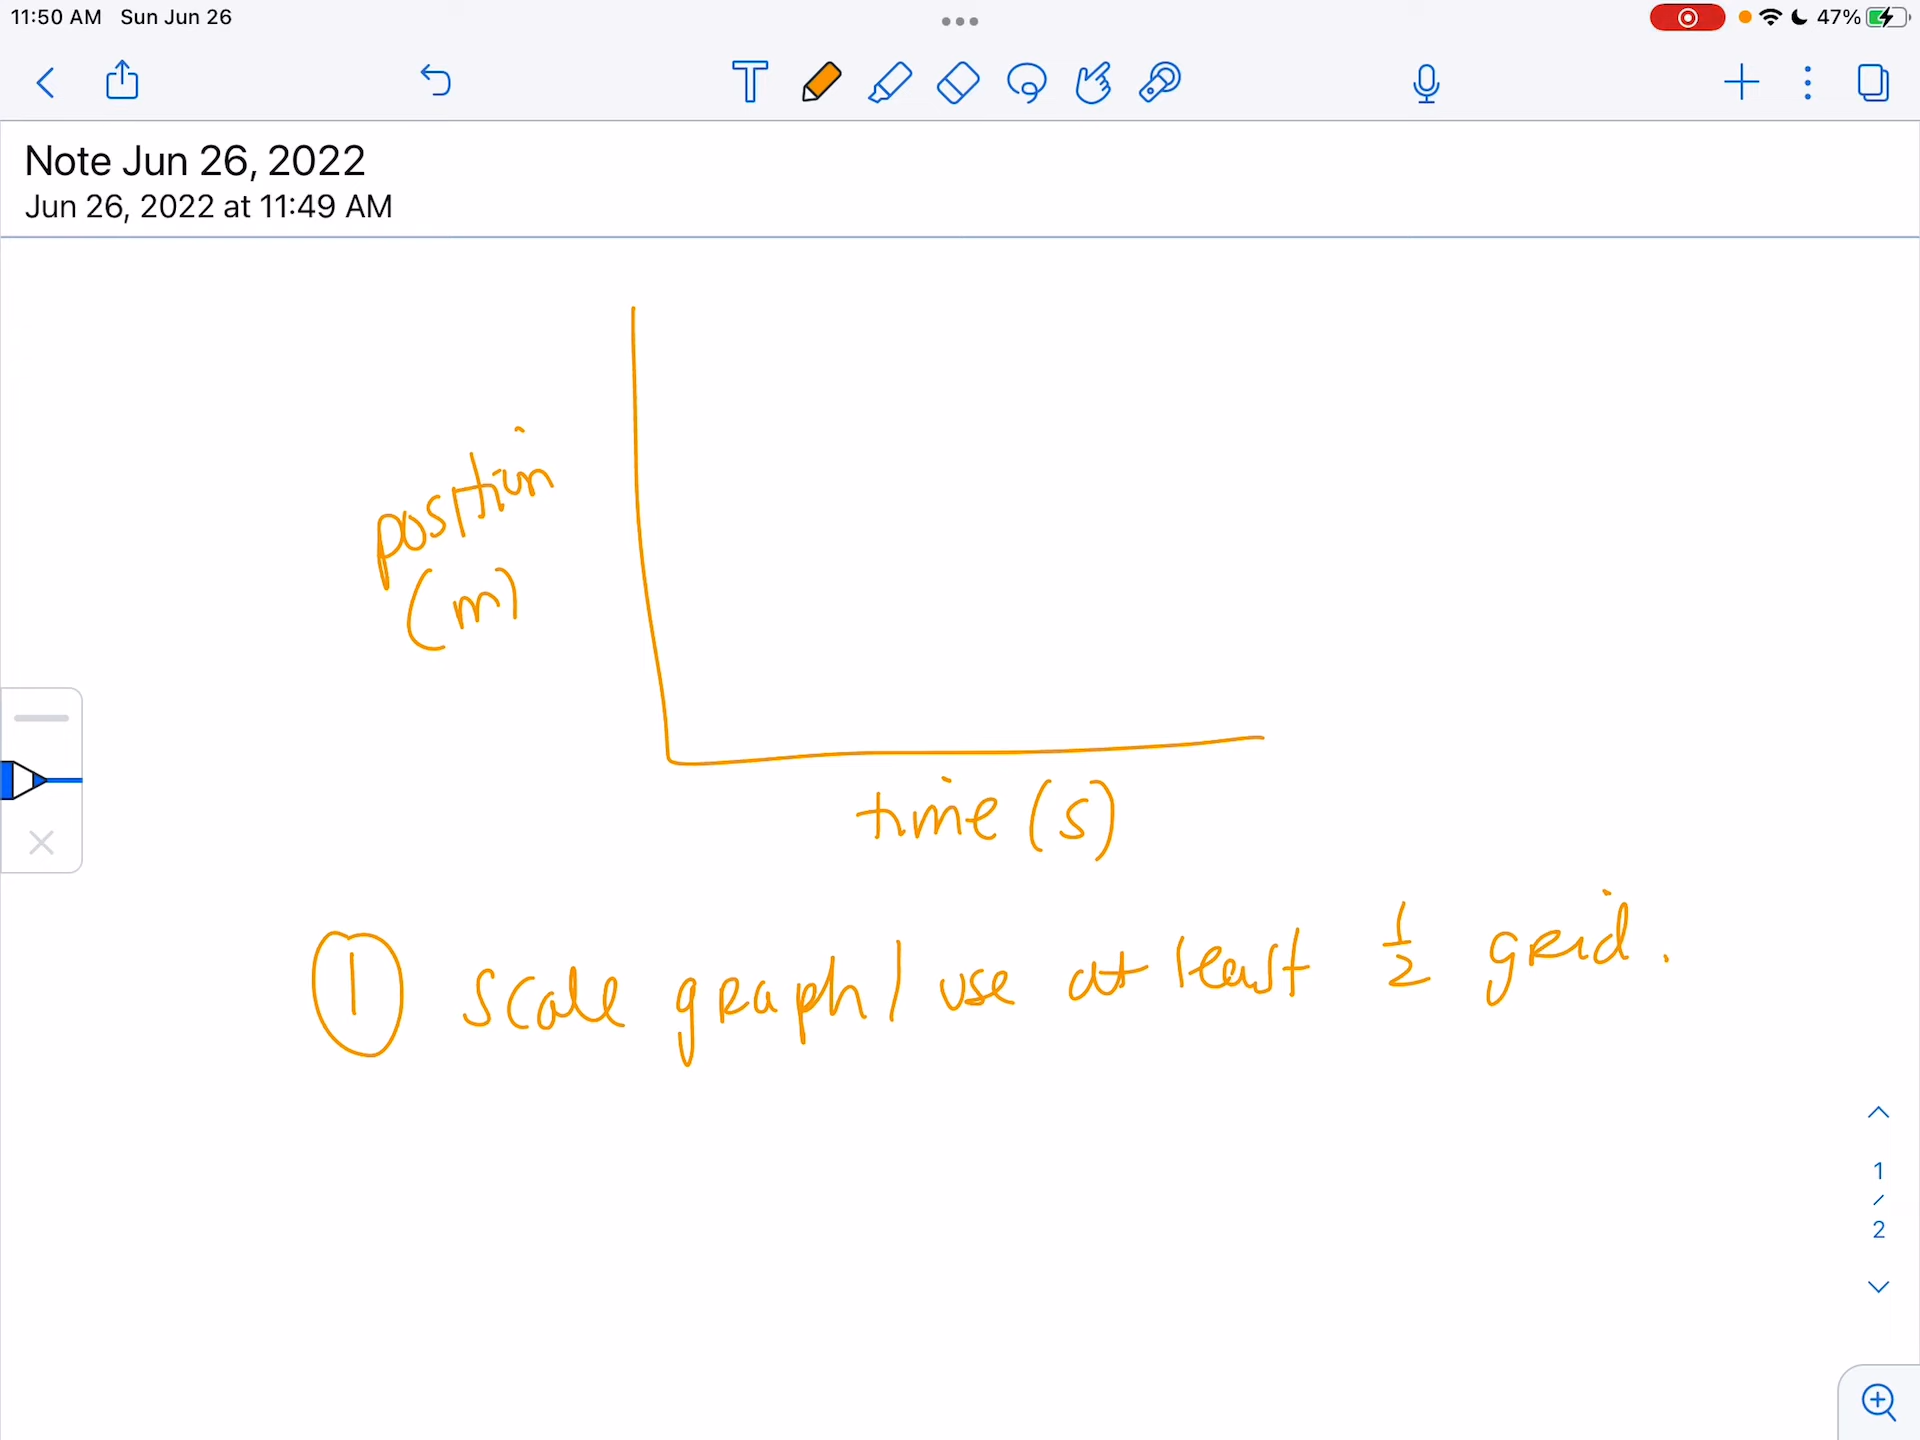 11:50 AM Sun Jun 26
47%
T
Note Jun 26, 2022
Jun 26, 2022 at 11:49 AM
position
(m)
time (s)
1 scale graph / use at least 1/2 grid.
1
/
2